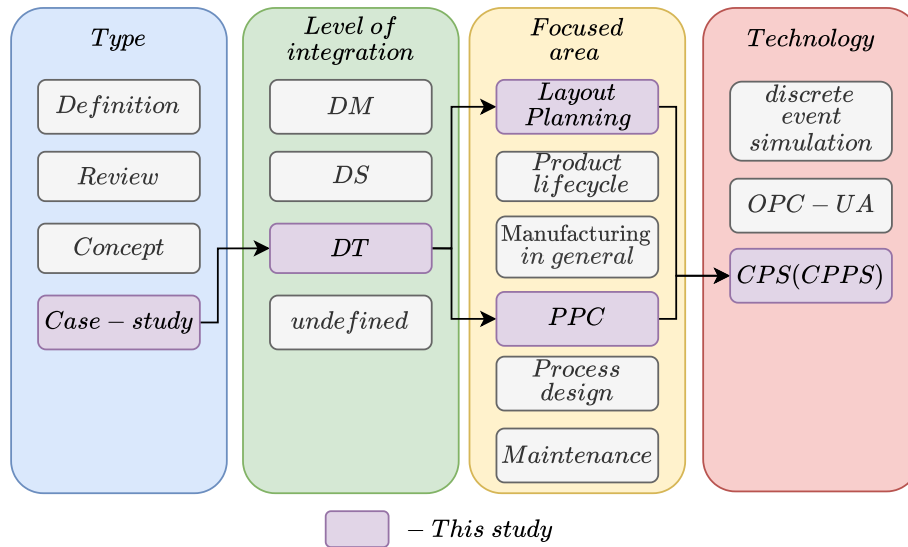 Type
Definition
Review
Concept
Case – study
Level of
integration
DM
DS
DT
undefined
Focused
area
Layout
Planning
Product
lifecycle
Manufacturing
in general
PPC
Process
design
Maintenance
Technology
discrete
event
simulation
OPC – UA
CPS(CPPS)
– This study